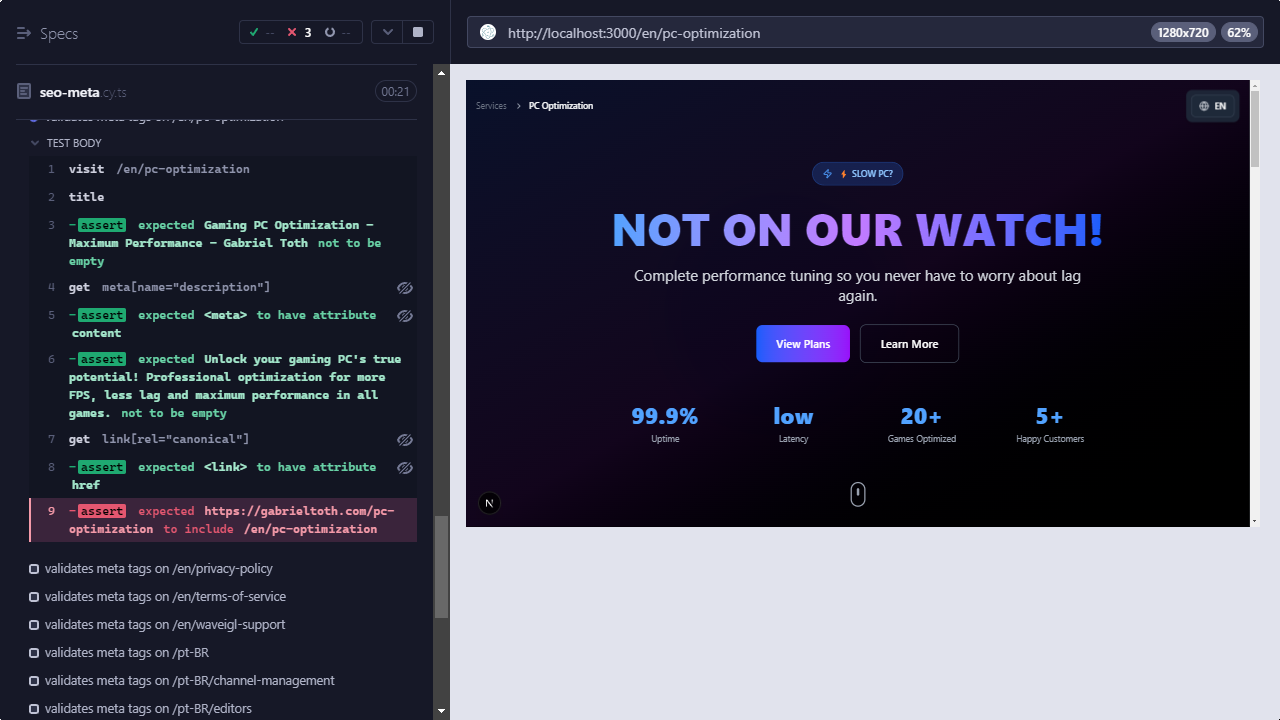 Specs
-- 3 --
seo-meta.cy.ts 00:21
validates meta tags on /en/pc-optimization
TEST BODY
1 visit /en/pc-optimization
2 title
3 -assert expected Gaming PC Optimization –
Maximum Performance – Gabriel Toth not to be
empty
4 get meta[name="description"]
5 -assert expected <meta> to have attribute
content
6 -assert expected Unlock your gaming PC's true
potential! Professional optimization for more
FPS, less lag and maximum performance in all
games. not to be empty
7 get link[rel="canonical"]
8 -assert expected <link> to have attribute
href
9 -assert expected https://gabrieltoth.com/pc-
optimization to include /en/pc-optimization
validates meta tags on /en/privacy-policy
validates meta tags on /en/terms-of-service
validates meta tags on /en/waveigl-support
validates meta tags on /pt-BR
validates meta tags on /pt-BR/channel-management
validates meta tags on /pt-BR/editors
http://localhost:3000/en/pc-optimization 1280x720 62%
Services > PC Optimization
EN
SLOW PC?
NOT ON OUR WATCH!
Complete performance tuning so you never have to worry about lag
again.
View Plans Learn More
99.9% low 20+ 5+
Uptime Latency Games Optimized Happy Customers
N